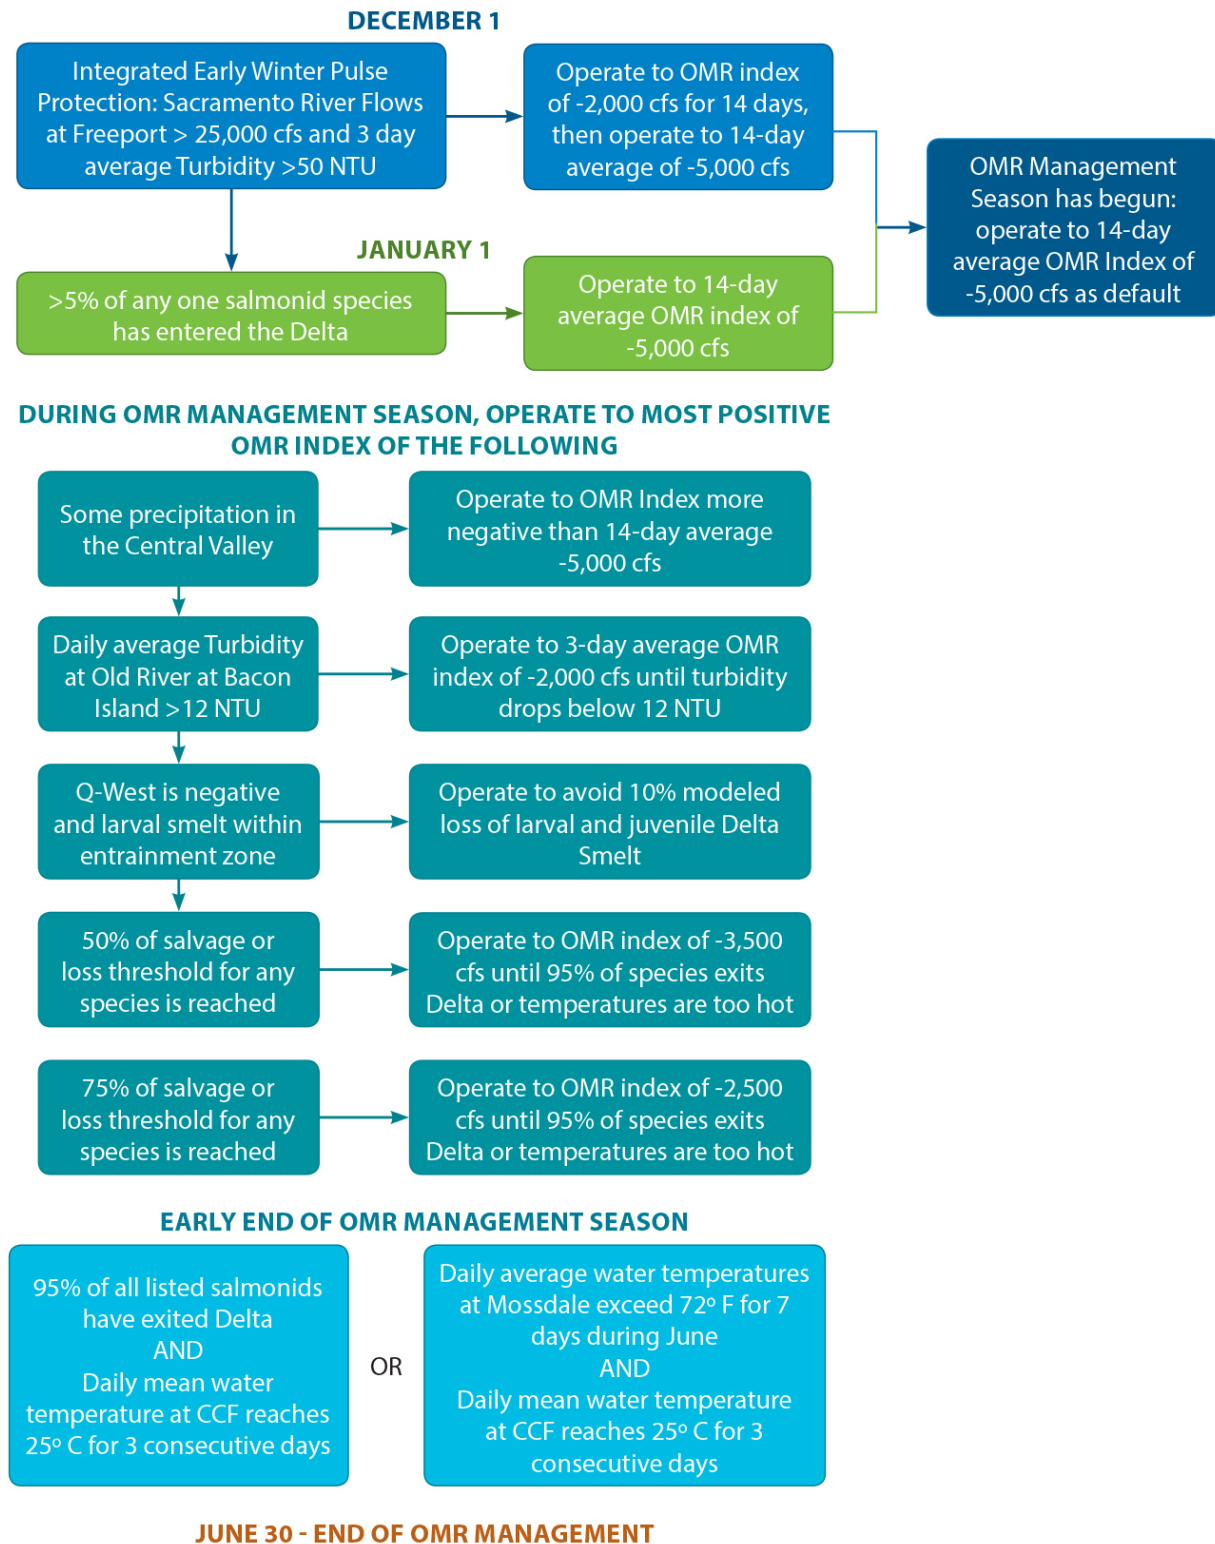 DECEMBER 1
Integrated Early Winter Pulse
Protection: Sacramento River Flows
at Freeport > 25,000 cfs and 3 day
average Turbidity >50 NTU
Operate to OMR index
of -2,000 cfs for 14 days,
then operate to 14-day
average of -5,000 cfs
OMR Management
Season has begun:
operate to 14-day
average OMR Index of
-5,000 cfs as default
JANUARY 1
>5% of any one salmonid species
has entered the Delta
Operate to 14-day
average OMR index of
-5,000 cfs
DURING OMR MANAGEMENT SEASON, OPERATE TO MOST POSITIVE
OMR INDEX OF THE FOLLOWING
Some precipitation in
the Central Valley
Operate to OMR Index more
negative than 14-day average
-5,000 cfs
Daily average Turbidity
at Old River at Bacon
Island >12 NTU
Operate to 3-day average OMR
index of -2,000 cfs until turbidity
drops below 12 NTU
Q-West is negative
and larval smelt within
entrainment zone
Operate to avoid 10% modeled
loss of larval and juvenile Delta
Smelt
50% of salvage or
loss threshold for any
species is reached
Operate to OMR index of -3,500
cfs until 95% of species exits
Delta or temperatures are too hot
75% of salvage or
loss threshold for any
species is reached
Operate to OMR index of -2,500
cfs until 95% of species exits
Delta or temperatures are too hot
EARLY END OF OMR MANAGEMENT SEASON
95% of all listed salmonids
have exited Delta
AND
Daily mean water
temperature at CCF reaches
25º C for 3 consecutive days
OR
Daily average water temperatures
at Mossdale exceed 72º F for 7
days during June
AND
Daily mean water temperature
at CCF reaches 25º C for 3
consecutive days
JUNE 30 - END OF OMR MANAGEMENT